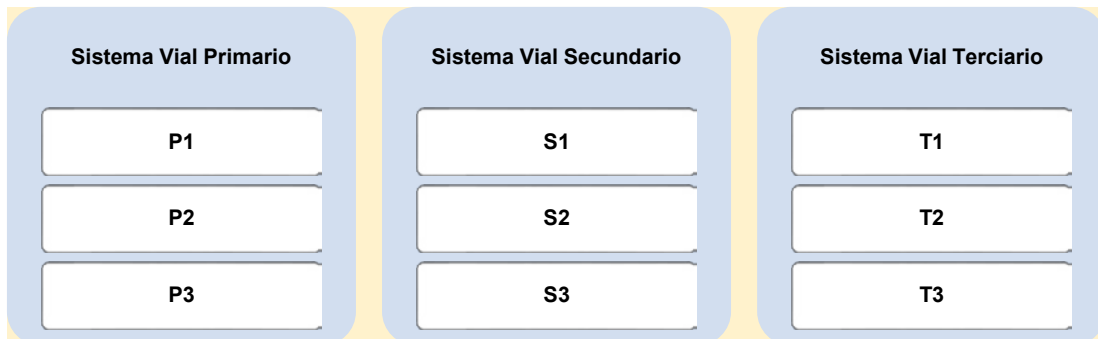 Sistema Vial Primario
P1
P2
P3
Sistema Vial Secundario
S1
S2
S3
Sistema Vial Terciario
T1
T2
T3